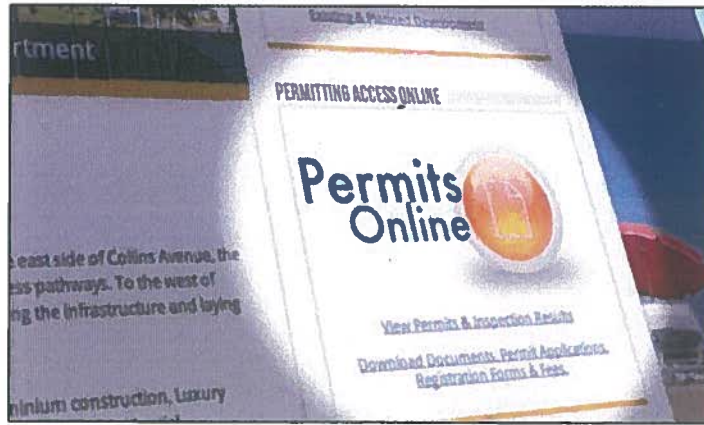 rtment
east side of Collins Avenue, the
ess pathways. To the west of
ng the infrastructure and laying
minium construction, Luxury
Existing & Planned Developments
PERMITTING ACCESS ONLINE
Permits
Online
View Permits & Inspection Results
Download Documents, Permit Applications,
Registration Forms & Fees.